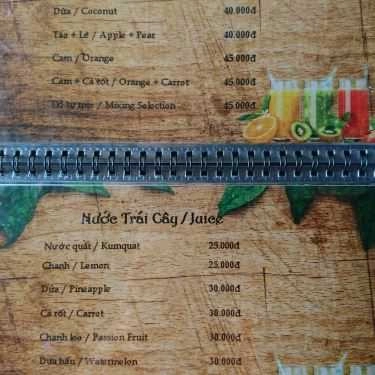 Dừa / Coconut 40.000đ
Táo + Lê / Apple + Pear 40.000đ
Cam / Orange 45.000đ
Cam + Cà rốt / Orange + Carrot 45.000đ
Đồ tự mix / Mixing Selection 45.000đ
Nước Trái Cây / Juice
Nước quất / Kumquat 25.000đ
Chanh / Lemon 25.000đ
Dứa / Pineapple 30.000đ
Cà rốt / Carrot 30.000đ
Chanh leo / Passion Fruit 30.000đ
Dưa hấu / Watermelon 30.000đ